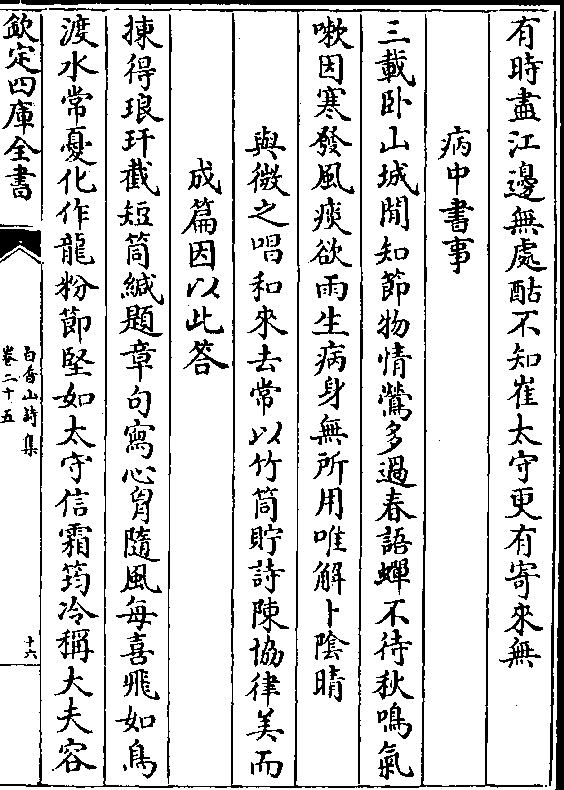 有時盡江邊無處酤不知崔太守更有寄來無
病中書事
三載卧山城閒知節物情鶯多過春語蟬不待秋鳴氣
嗽因寒發風痰欲雨生病身無所用唯解卜隂晴
與微之唱和來去常以竹筒貯詩陳協律美而
成篇因以此答
揀得琅玕截短筒緘題章句寫心胷隨風每喜飛如鳥
渡水常憂化作龍粉節堅如太守信霜筠冷稱大夫容
欽定四庫全書
白香山詩集
卷二十五
十六